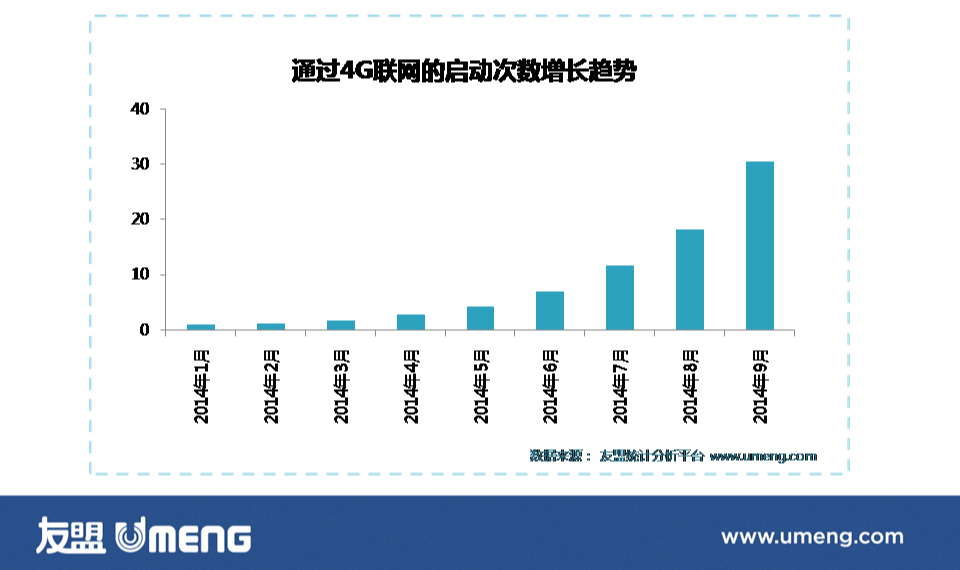 通过4G联网的启动次数增长趋势
40
30
20
10
0
2014年1月
2014年2月
2014年3月
2014年4月
2014年5月
2014年6月
2014年7月
2014年8月
2014年9月
数据来源： 友盟统计分析平台 www.umeng.com
友盟 UMENG
www.umeng.com